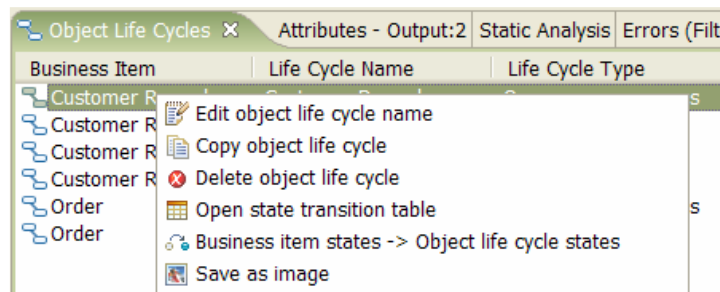 Object Life Cycles Attributes - Output:2 Static Analysis Errors (Filt
Business Item Life Cycle Name Life Cycle Type
Customer R s
Edit object life cycle name
Customer R
Copy object life cycle
Customer R
Customer R Delete object life cycle
Order Open state transition table s
Order Business item states -> Object life cycle states
Save as image